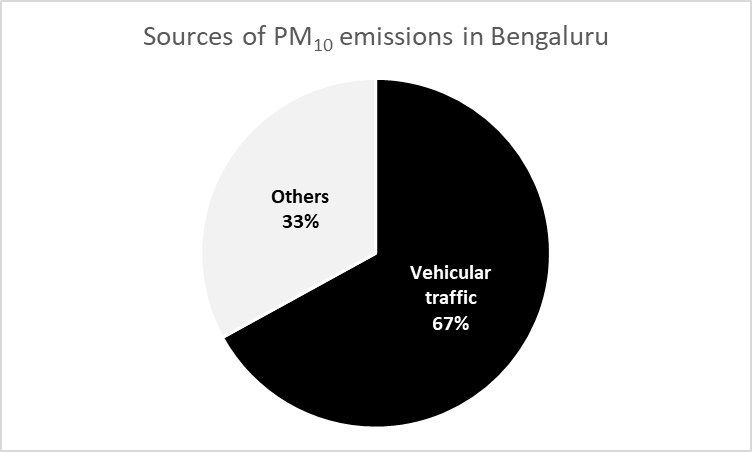 Sources of PM₁₀ emissions in Bengaluru
Others
33%
Vehicular
traffic
67%